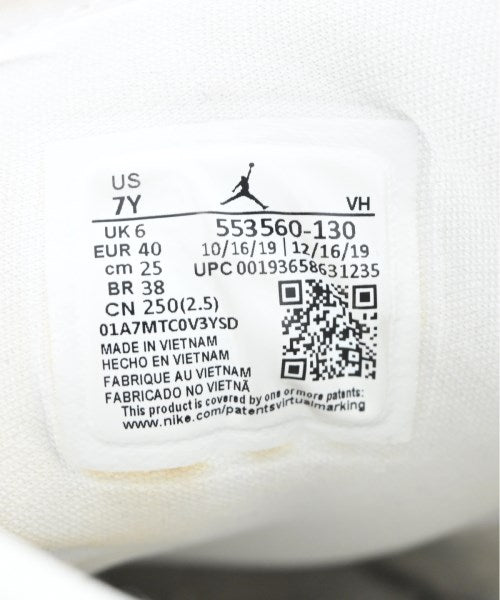 US
7Y
VH
UK 6
553560-130
EUR 40
10/16/19 | 12/16/19
cm 25
UPC 00193658631235
BR 38
CN 250(2.5)
01A7MTC0V3YSD
MADE IN VIETNAM
HECHO EN VIETNAM
FABRIQUE AU VIETNAM
FABRICADO NO VIETNÃ
This product is covered by one or more patents:
www.nike.com/patentsvirtualmarking